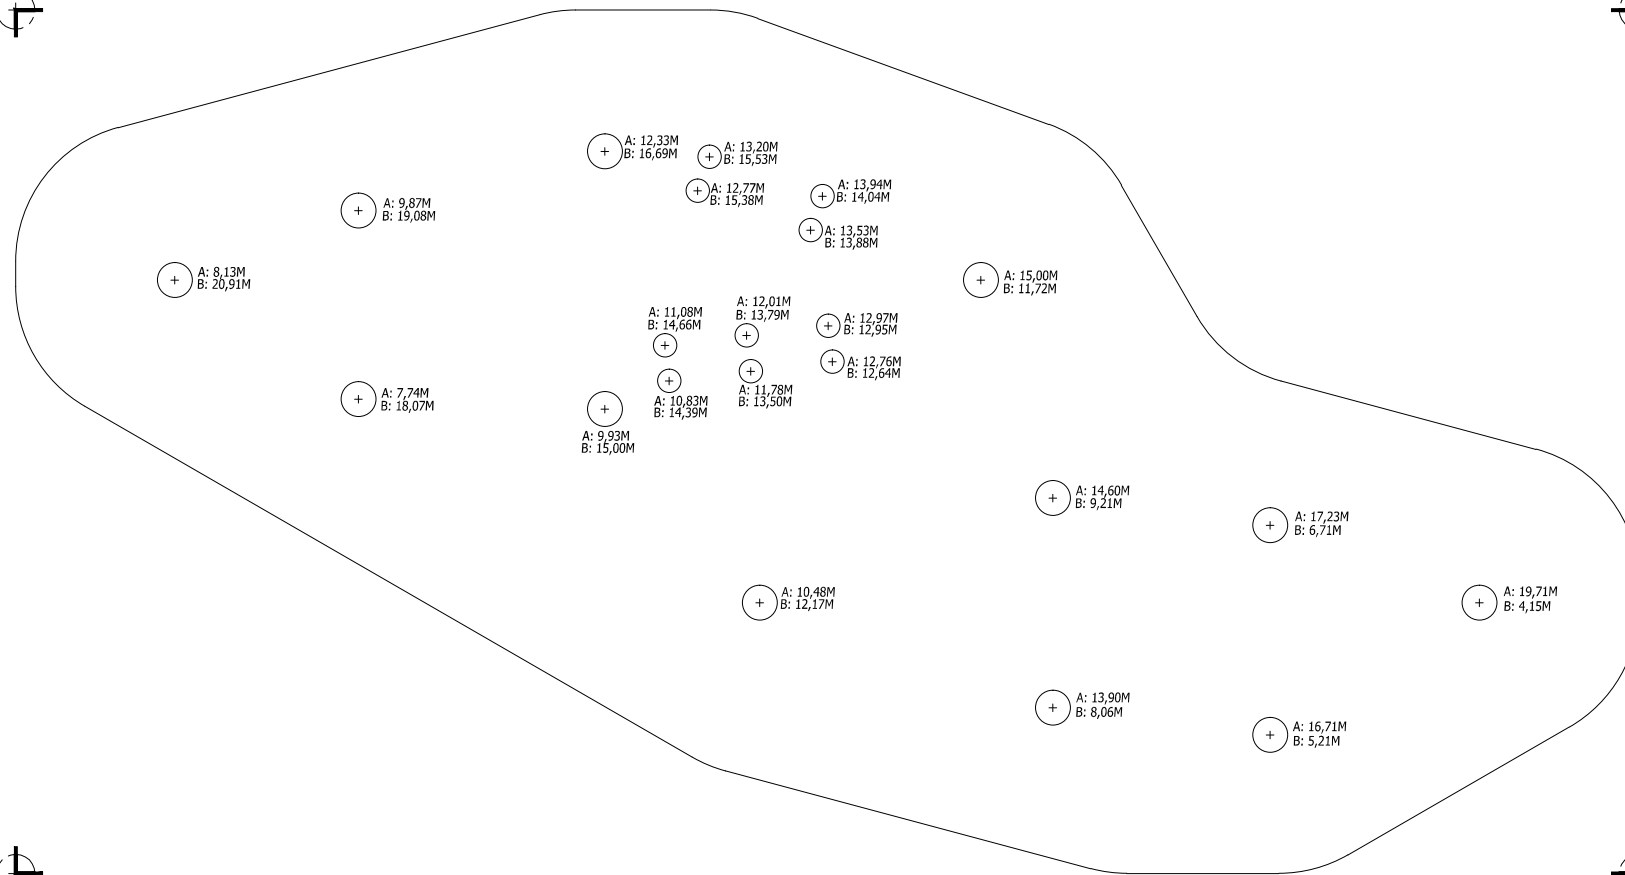 A: 12,33M
B: 16,69M
A: 13,20M
B: 15,53M
A: 12,77M
B: 15,38M
A: 13,94M
B: 14,04M
A: 9,87M
B: 19,08M
A: 13,53M
B: 13,88M
A: 8,13M
B: 20,91M
A: 15,00M
B: 11,72M
A: 11,08M
B: 14,66M
A: 12,01M
B: 13,79M
A: 12,97M
B: 12,95M
A: 12,76M
B: 12,64M
A: 7,74M
B: 18,07M
A: 10,83M
B: 14,39M
A: 11,78M
B: 13,50M
A: 9,93M
B: 15,00M
A: 14,60M
B: 9,21M
A: 17,23M
B: 6,71M
A: 10,48M
B: 12,17M
A: 19,71M
B: 4,15M
A: 13,90M
B: 8,06M
A: 16,71M
B: 5,21M